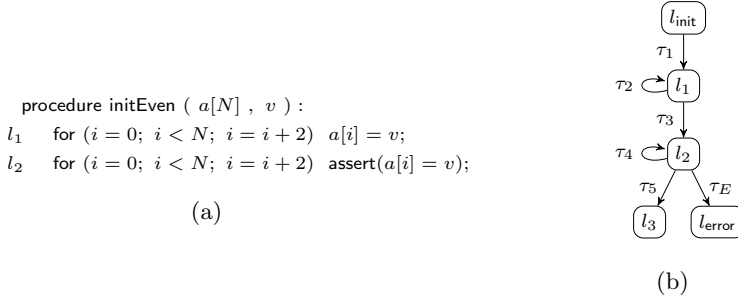 procedure initEven ( a[N] , v ) :
l₁ for (i = 0; i < N; i = i + 2) a[i] = v;
l₂ for (i = 0; i < N; i = i + 2) assert(a[i] = v);
(a)
l_init
τ₁
τ₂ l₁
τ₃
τ₄ l₂
τ₅ τ_E
l₃ l_error
(b)